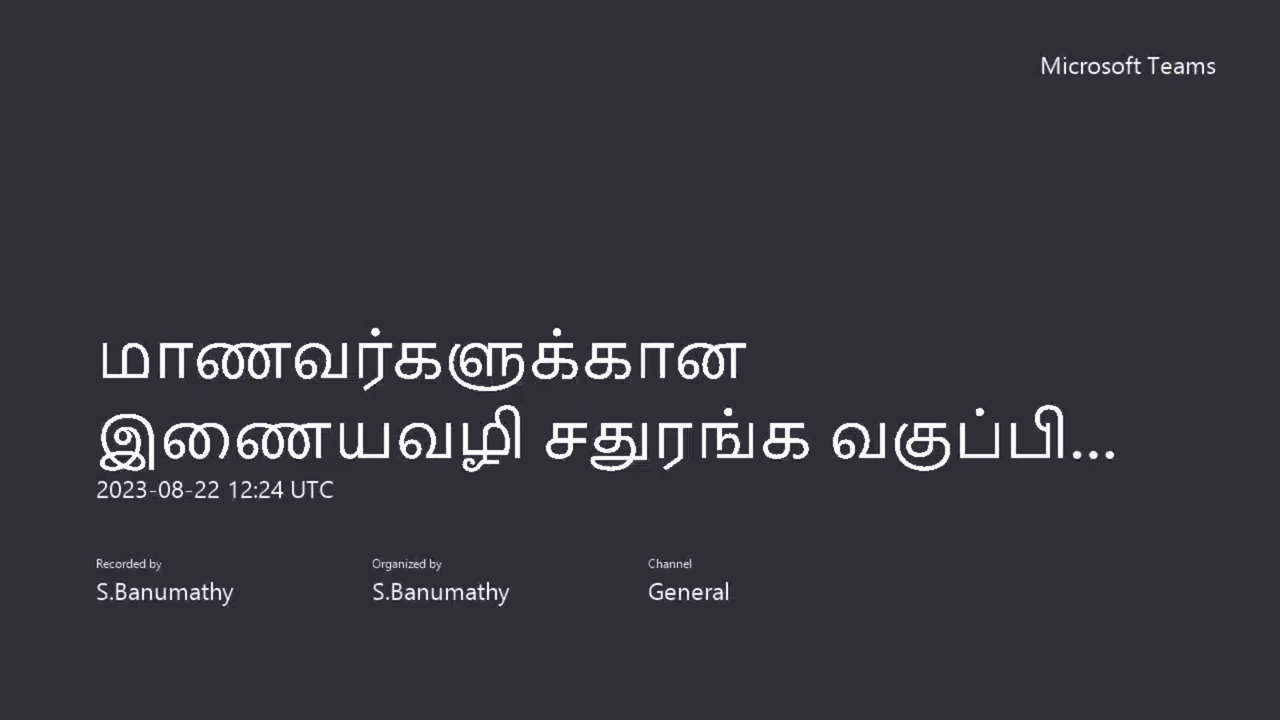 Microsoft Teams
மாணவர்களுக்கான
இணையவழி சதுரங்க வகுப்பி...
2023-08-22 12:24 UTC
Recorded by Organized by Channel
S.Banumathy S.Banumathy General